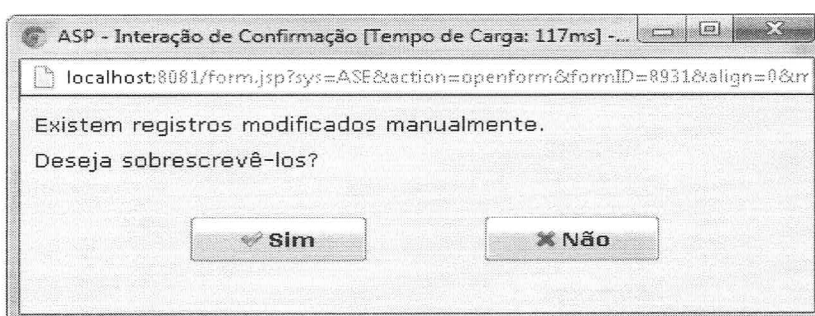 ASP - Interação de Confirmação [Tempo de Carga: 117ms] -...
localhost:8081/form.jsp?sys=ASE&action=openform&formID=8931&align=0&m
Existem registros modificados manualmente.
Deseja sobrescrevê-los?
Sim
Não